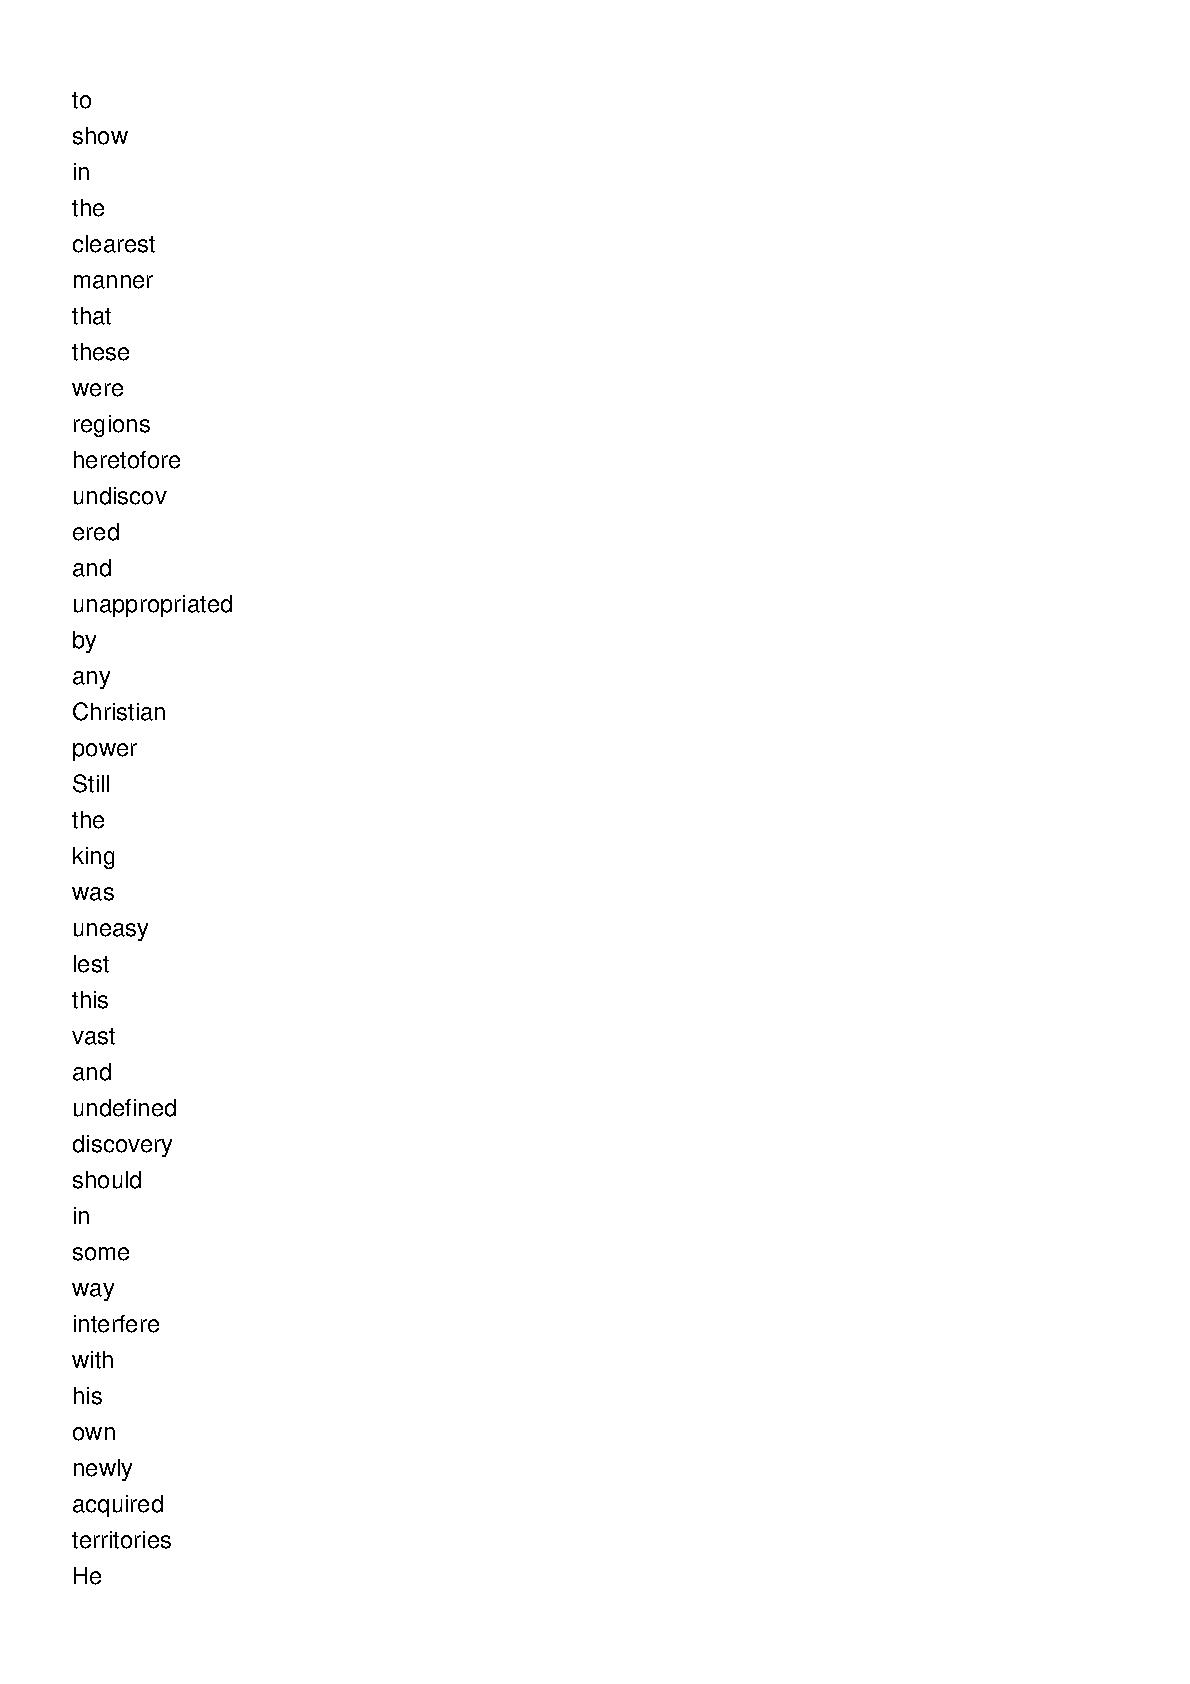 to
show
in
the
clearest
manner
that
these
were
regions
heretofore
undiscov
ered
and
unappropriated
by
any
Christian
power
Still
the
king
was
uneasy
lest
this
vast
and
undefined
discovery
should
in
some
way
interfere
with
his
own
newly
acquired
territories
He